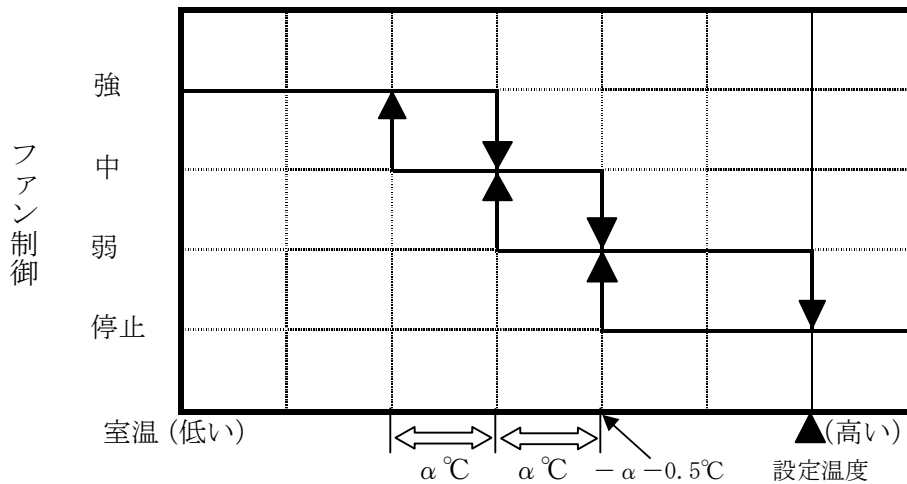 強
中
弱
停止
ファン制御
室温 (低い)
(高い)
α℃
α℃
－α－0.5℃
設定温度